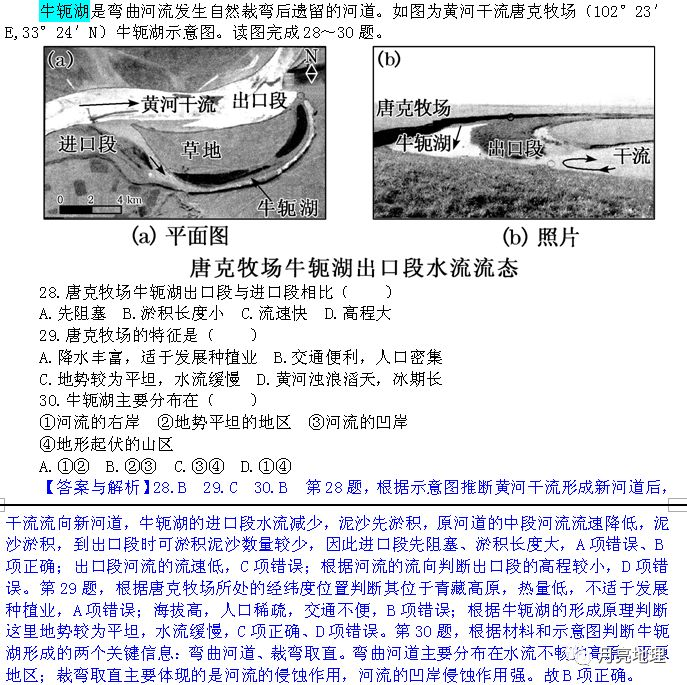 牛轭湖是弯曲河流发生自然裁弯后遗留的河道。如图为黄河干流唐克牧场（102°23′
E,33°24′N）牛轭湖示意图。读图完成28～30题。
(a)
N
黄河干流
出口段
进口段
草地
牛轭湖
0 2 4 km
(b)
唐克牧场
牛轭湖
出口段
干流
(a) 平面图
(b) 照片
唐克牧场牛轭湖出口段水流流态
28.唐克牧场牛轭湖出口段与进口段相比（　　）
A.先阻塞 B.淤积长度小 C.流速快 D.高程大
29.唐克牧场的特征是（　　）
A.降水丰富，适于发展种植业 B.交通便利，人口密集
C.地势较为平坦，水流缓慢 D.黄河浊浪滔天，冰期长
30.牛轭湖主要分布在（　　）
①河流的右岸 ②地势平坦的地区 ③河流的凹岸
④地形起伏的山区
A.①② B.②③ C.③④ D.①④
【答案与解析】28.B 29.C 30.B 第28题，根据示意图推断黄河干流形成新河道后，
干流流向新河道，牛轭湖的进口段水流减少，泥沙先淤积，原河道的中段河流流速降低，泥
沙淤积，到出口段时可淤积泥沙数量较少，因此进口段先阻塞、淤积长度大，A项错误、B
项正确；出口段河流的流速低，C项错误；根据河流的流向判断出口段的高程较小，D项错
误。第29题，根据唐克牧场所处的经纬度位置判断其位于青藏高原，热量低，不适于发展
种植业，A项错误；海拔高，人口稀疏，交通不便，B项错误；根据牛轭湖的形成原理判断
这里地势较为平坦，水流缓慢，C项正确、D项错误。第30题，根据材料和示意图判断牛轭
湖形成的两个关键信息：弯曲河道、裁弯取直。弯曲河道主要分布在水流不畅的高原、平原
地区；裁弯取直主要体现的是河流的侵蚀作用，河流的凹岸侵蚀作用强。故B项正确。
月亮地理